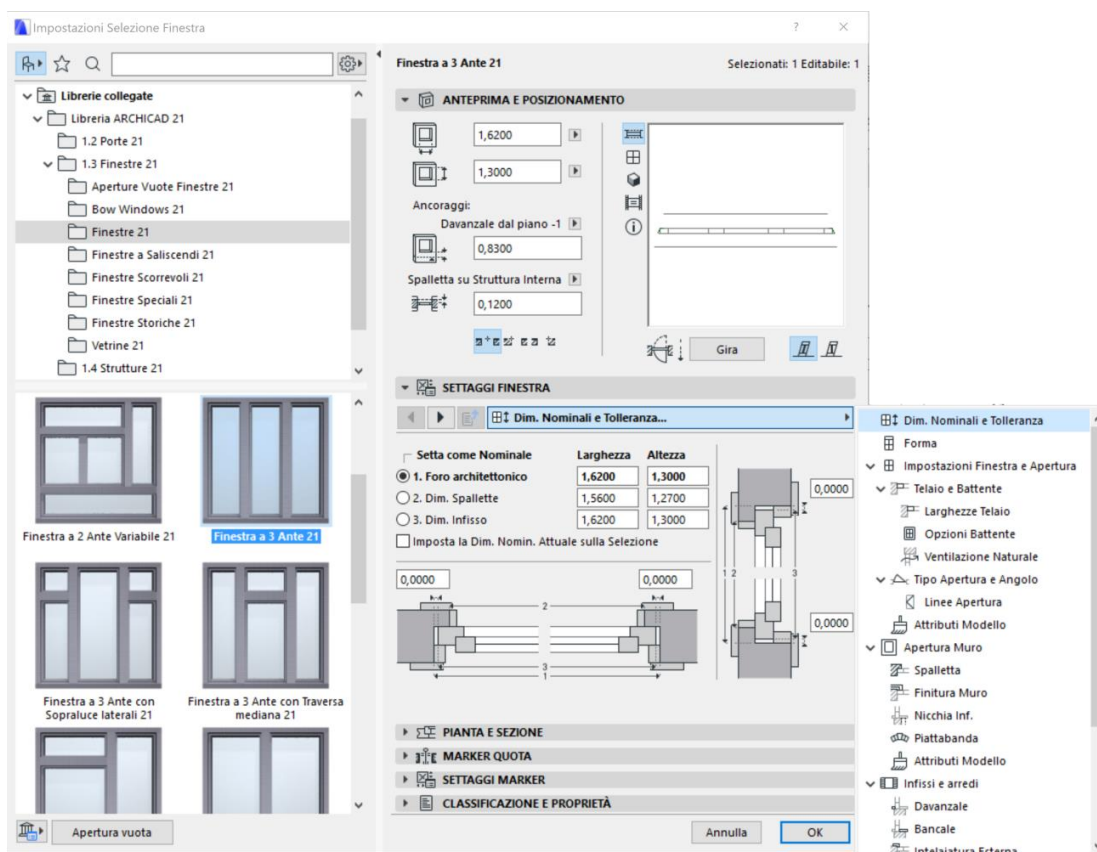 Impostazioni Selezione Finestra
?
×
Finestra a 3 Ante 21
Selezionati: 1 Editabile: 1
Librerie collegate
Libreria ARCHICAD 21
1.2 Porte 21
1.3 Finestre 21
Aperture Vuote Finestre 21
Bow Windows 21
Finestre 21
Finestre a Saliscendi 21
Finestre Scorrevoli 21
Finestre Speciali 21
Finestre Storiche 21
Vetrine 21
1.4 Strutture 21
Finestra a 2 Ante Variabile 21
Finestra a 3 Ante 21
Finestra a 3 Ante con
Sopraluce laterali 21
Finestra a 3 Ante con Traversa
mediana 21
Apertura vuota
ANTEPRIMA E POSIZIONAMENTO
1,6200
1,3000
Ancoraggi:
Davanzale dal piano -1
0,8300
Spalletta su Struttura Interna
0,1200
Gira
SETTAGGI FINESTRA
Dim. Nominali e Tolleranza...
Setta come Nominale Larghezza Altezza
1. Foro architettonico 1,6200 1,3000
2. Dim. Spallette 1,5600 1,2700
3. Dim. Infisso 1,6200 1,3000
Imposta la Dim. Nomin. Attuale sulla Selezione
0,0000
0,0000
2
3
1
0,0000
1 2 3
0,0000
PIANTA E SEZIONE
MARKER QUOTA
SETTAGGI MARKER
CLASSIFICAZIONE E PROPRIETÀ
Annulla
OK
Dim. Nominali e Tolleranza
Forma
Impostazioni Finestra e Apertura
Telaio e Battente
Larghezze Telaio
Opzioni Battente
Ventilazione Naturale
Tipo Apertura e Angolo
Linee Apertura
Attributi Modello
Apertura Muro
Spalletta
Finitura Muro
Nicchia Inf.
Piattabanda
Attributi Modello
Infissi e arredi
Davanzale
Bancale
Intelaiatura Esterna